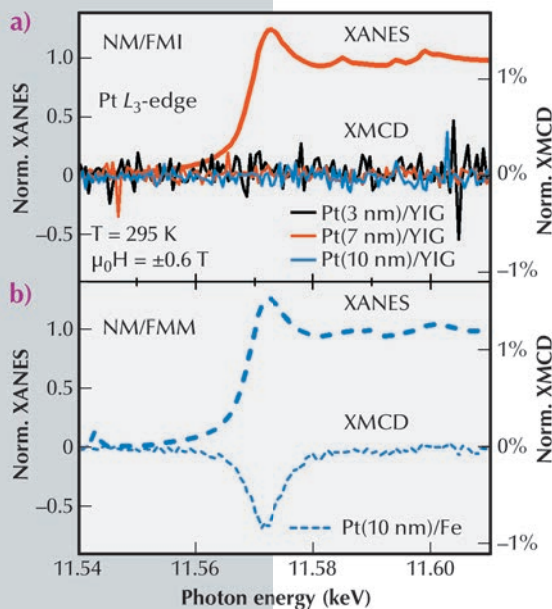 a)
NM/FMI
XANES
Pt L₃-edge
XMCD
Norm. XANES
1.0
0.5
0
−0.5
1%
0%
−1%
Norm. XMCD
T = 295 K
μ₀H = ±0.6 T
Pt(3 nm)/YIG
Pt(7 nm)/YIG
Pt(10 nm)/YIG
b)
NM/FMM
XANES
XMCD
Norm. XANES
1.0
0.5
0
−0.5
1%
0%
−1%
Norm. XMCD
Pt(10 nm)/Fe
11.54 11.56 11.58 11.60
Photon energy (keV)